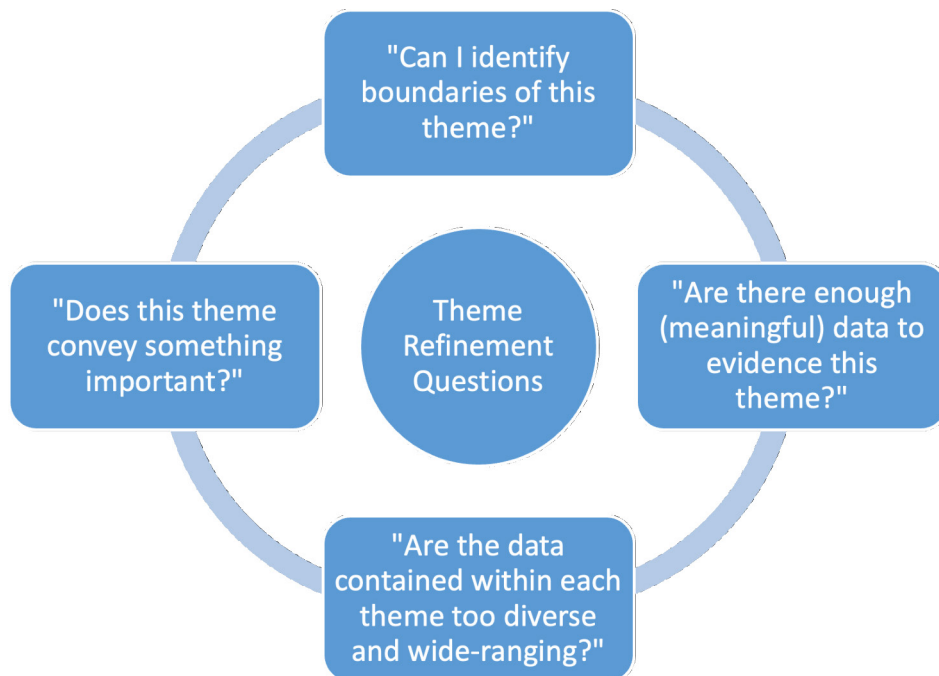 "Can I identify
boundaries of this
theme?"
"Does this theme
convey something
important?"
Theme
Refinement
Questions
"Are there enough
(meaningful) data to
evidence this
theme?"
"Are the data
contained within each
theme too diverse
and wide-ranging?"